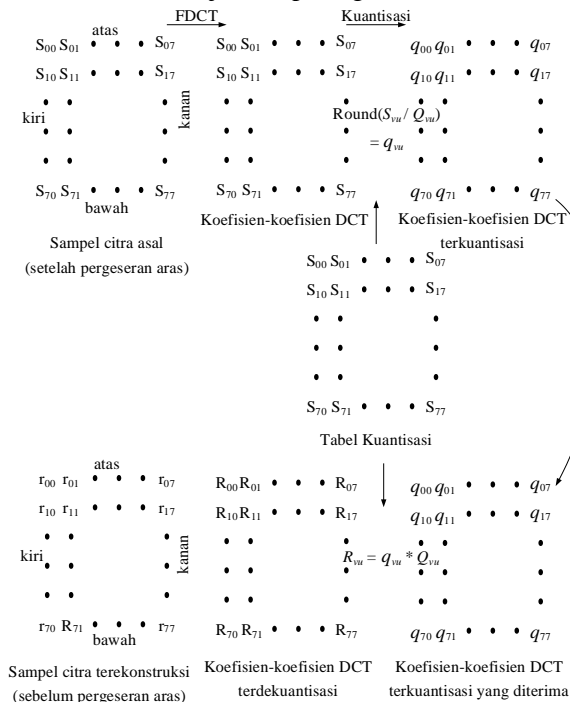 FDCT Kuantisasi
atas
S00 S01 • • • S07 S00 S01 • • • S07 q00 q01 • • • q07
S10 S11 • • • S17 S10 S11 • • • S17 q10 q11 • • • q17
kiri kanan Round(Svu / Qvu)
= qvu
S70 S71 • • • S77 S70 S71 • • • S77 q70 q71 • • • q77
bawah
Koefisien-koefisien DCT Koefisien-koefisien DCT
terkuantisasi
Sampel citra asal
(setelah pergeseran aras)
S00 S01 • • • S07
S10 S11 • • • S17
S70 S71 • • • S77
Tabel Kuantisasi
atas
r00 r01 • • • r07 R00 R01 • • • R07 q00 q01 • • • q07
r10 r11 • • • r17 R10 R11 • • • R17 q10 q11 • • • q17
kiri kanan Rvu = qvu * Qvu
r70 R71 • • • r77 R70 R71 • • • R77 q70 q71 • • • q77
bawah
Sampel citra terekonstruksi Koefisien-koefisien DCT Koefisien-koefisien DCT
(sebelum pergeseran aras) terdekuantisasi terkuantisasi yang diterima